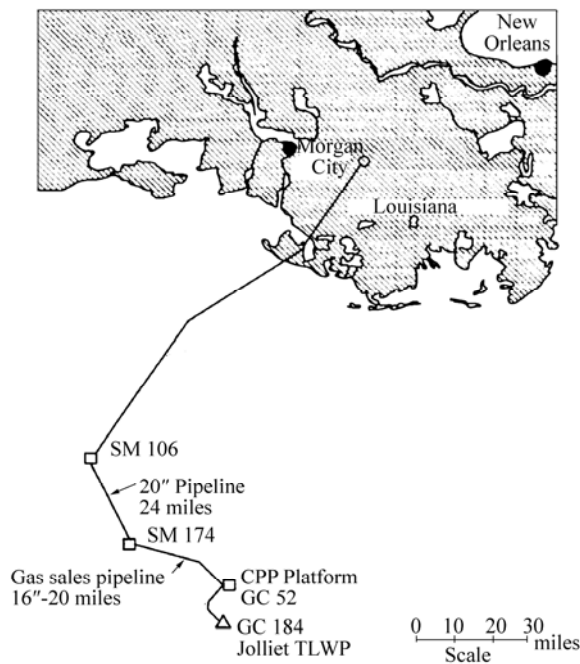 New
Orleans
Morgan
City
Louisiana
SM 106
20″ Pipeline
24 miles
SM 174
Gas sales pipeline
16″-20 miles
CPP Platform
GC 52
GC 184
Jolliet TLWP
0 10 20 30 miles
Scale